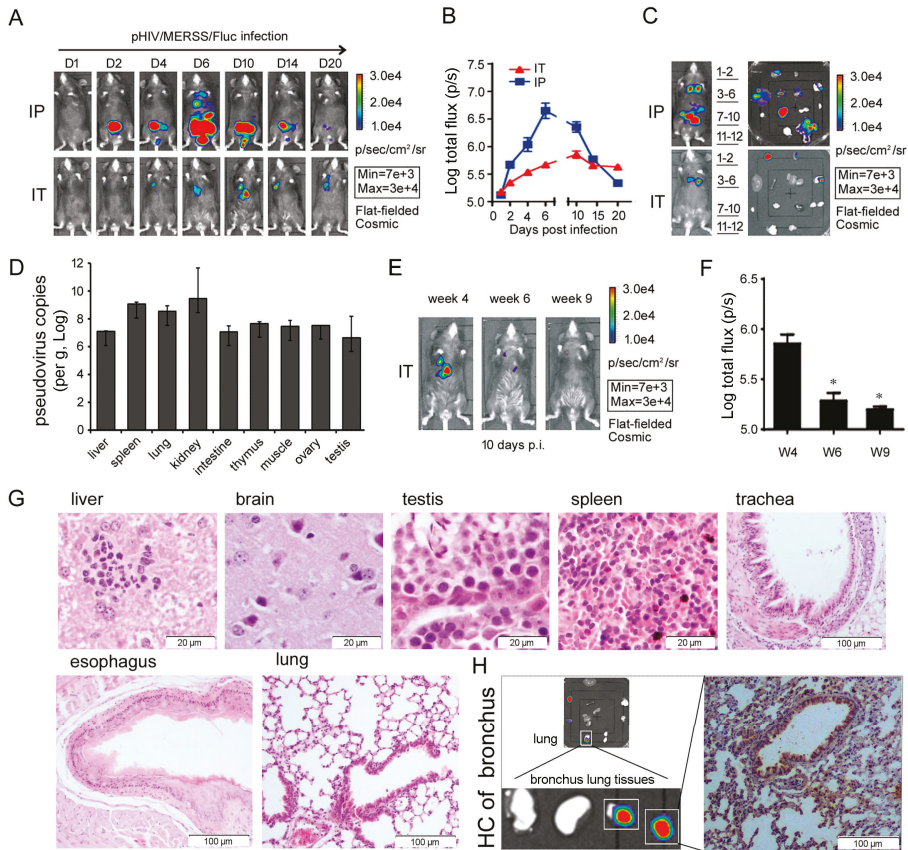 A
pHIV/MERSS/Fluc infection
D1 D2 D4 D6 D10 D14 D20
IP
IT
3.0e4
2.0e4
1.0e4
p/sec/cm²/sr
Min=7e+3
Max=3e+4
Flat-fielded
Cosmic
B
Log total flux (p/s)
7.5
7.0
6.5
6.0
5.5
5.0
IT
IP
0 2 4 6 10 14 20
Days post infection
C
IP
IT
1-2
3-6
7-10
11-12
1-2
3-6
7-10
11-12
3.0e4
2.0e4
1.0e4
p/sec/cm²/sr
Min=7e+3
Max=3e+4
Flat-fielded
Cosmic
D
pseudovirus copies
(per g, Log)
12
10
8
6
4
2
0
liver
spleen
lung
kidney
intestine
thymus
muscle
ovary
testis
E
week 4 week 6 week 9
IT
10 days p.i.
3.0e4
2.0e4
1.0e4
p/sec/cm²/sr
Min=7e+3
Max=3e+4
Flat-fielded
Cosmic
F
Log total flux (p/s)
6.5
6.0
5.5
5.0
* *
W4 W6 W9
G
liver brain testis spleen trachea
20 µm 20 µm 20 µm 20 µm 100 µm
esophagus lung
100 µm 100 µm
H
HC of bronchus
lung
bronchus lung tissues
100 µm